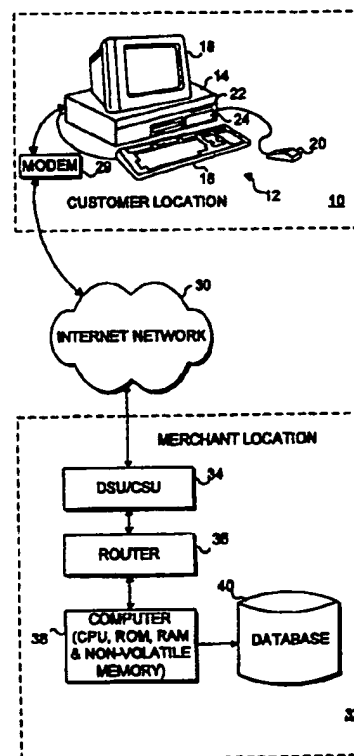 18
14
22
24
20
MODEM
29
16
12
CUSTOMER LOCATION
10
30
INTERNET NETWORK
MERCHANT LOCATION
34
DSU/CSU
36
ROUTER
40
38
COMPUTER
(CPU, ROM, RAM
& NON-VOLATILE
MEMORY)
DATABASE